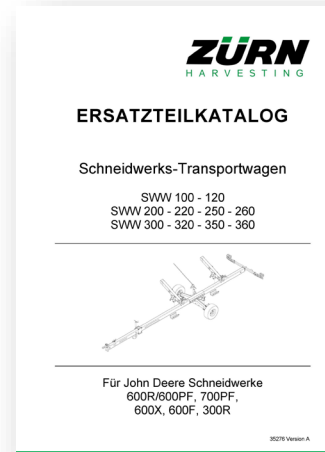 ZÜRN
HARVESTING
ERSATZTEILKATALOG
Schneidwerks-Transportwagen
SWW 100 - 120
SWW 200 - 220 - 250 - 260
SWW 300 - 320 - 350 - 360
Für John Deere Schneidwerke
600R/600PF, 700PF,
600X, 600F, 300R
35276 Version A